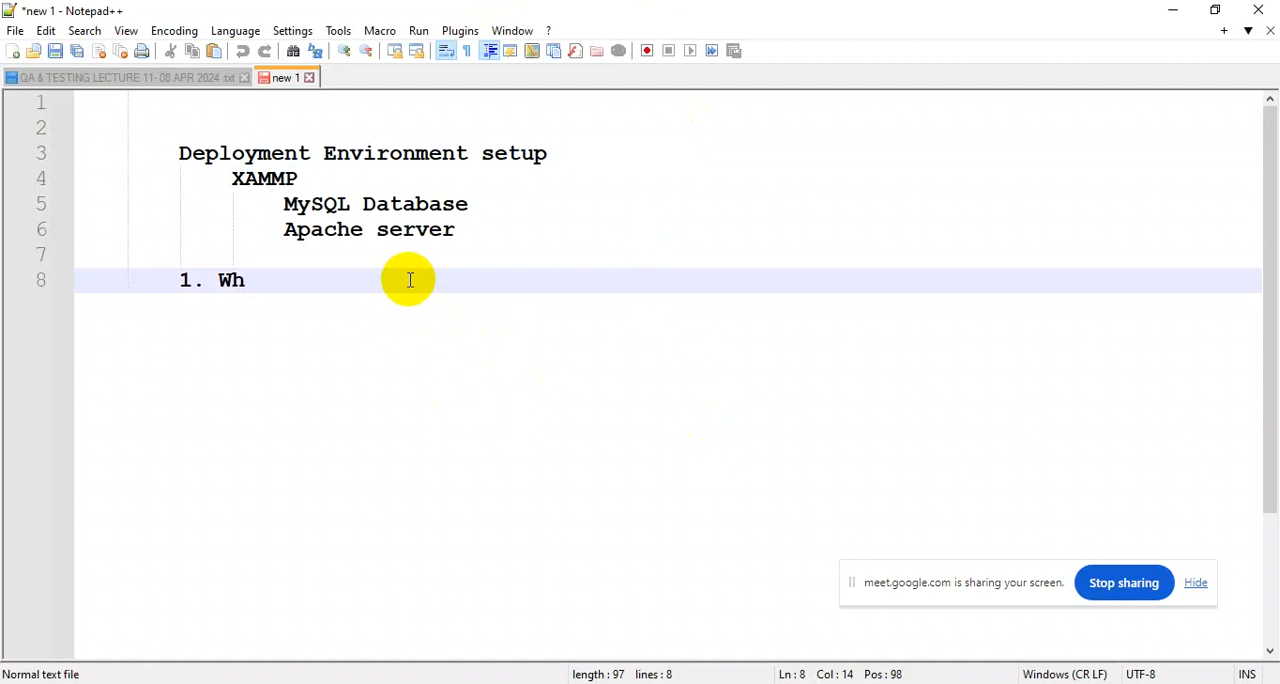 *new 1 - Notepad++
File Edit Search View Encoding Language Settings Tools Macro Run Plugins Window ?
QA & TESTING LECTURE 11- 08 APR 2024 .txt new 1
1
2
3 Deployment Environment setup
4 XAMMP
5 MySQL Database
6 Apache server
7
8 1. Wh
meet.google.com is sharing your screen. Stop sharing Hide
Normal text file length : 97 lines : 8 Ln : 8 Col : 14 Pos : 98 Windows (CR LF) UTF-8 INS